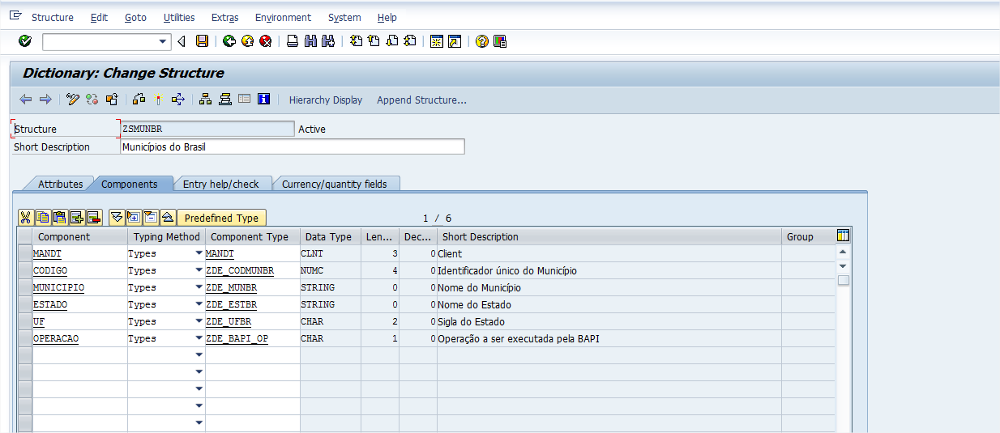 Structure Edit Goto Utilities Extras Environment System Help
Dictionary: Change Structure
Hierarchy Display Append Structure...
Structure ZSMUNBR Active
Short Description Municípios do Brasil
Attributes Components Entry help/check Currency/quantity fields
Predefined Type 1 / 6
Component Typing Method Component Type Data Type Len... Dec... Short Description Group
MANDT Types MANDT CLNT 3 0 Client
CODIGO Types ZDE_CODMUNBR NUMC 4 0 Identificador único do Município
MUNICIPIO Types ZDE_MUNBR STRING 0 0 Nome do Município
ESTADO Types ZDE_ESTBR STRING 0 0 Nome do Estado
UF Types ZDE_UFBR CHAR 2 0 Sigla do Estado
OPERACAO Types ZDE_BAPI_OP CHAR 1 0 Operação a ser executada pela BAPI